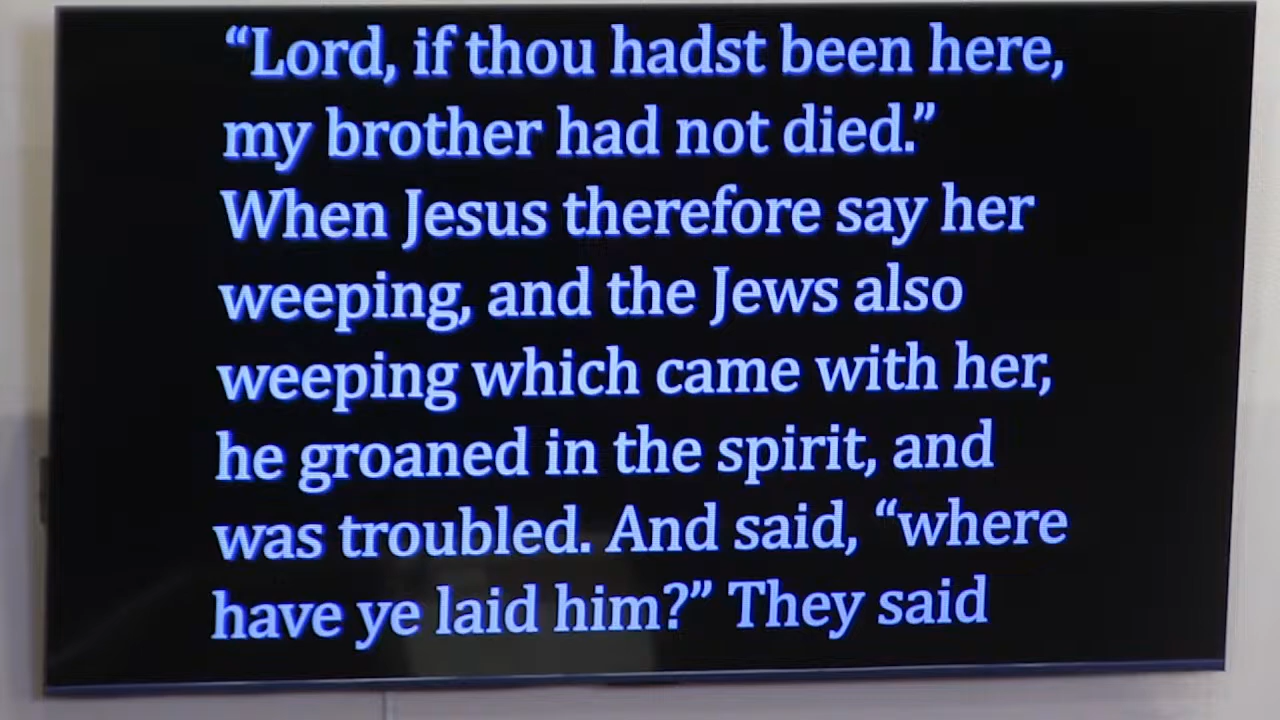 “Lord, if thou hadst been here,
my brother had not died.”
When Jesus therefore say her
weeping, and the Jews also
weeping which came with her,
he groaned in the spirit, and
was troubled. And said, “where
have ye laid him?” They said